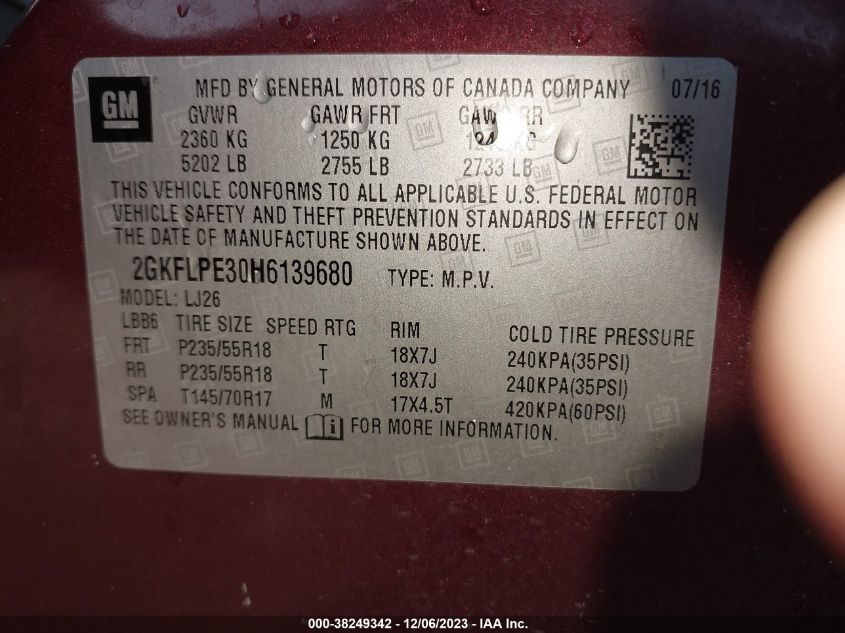 GM
MFD BY GENERAL MOTORS OF CANADA COMPANY 07/16
GVWR GAWR FRT RR
2360 KG 1250 KG KG
5202 LB 2755 LB 2733 LB
THIS VEHICLE CONFORMS TO ALL APPLICABLE U.S. FEDERAL MOTOR
VEHICLE SAFETY AND THEFT PREVENTION STANDARDS IN EFFECT ON
THE DATE OF MANUFACTURE SHOWN ABOVE.
2GKFLPE30H6139680 TYPE: M.P.V.
MODEL: LJ26
LBB6 TIRE SIZE SPEED RTG RIM COLD TIRE PRESSURE
FRT P235/55R18 T 18X7J 240KPA(35PSI)
RR P235/55R18 T 18X7J 240KPA(35PSI)
SPA T145/70R17 M 17X4.5T 420KPA(60PSI)
SEE OWNER'S MANUAL i FOR MORE INFORMATION.
000-38249342 - 12/06/2023 - IAAI.com